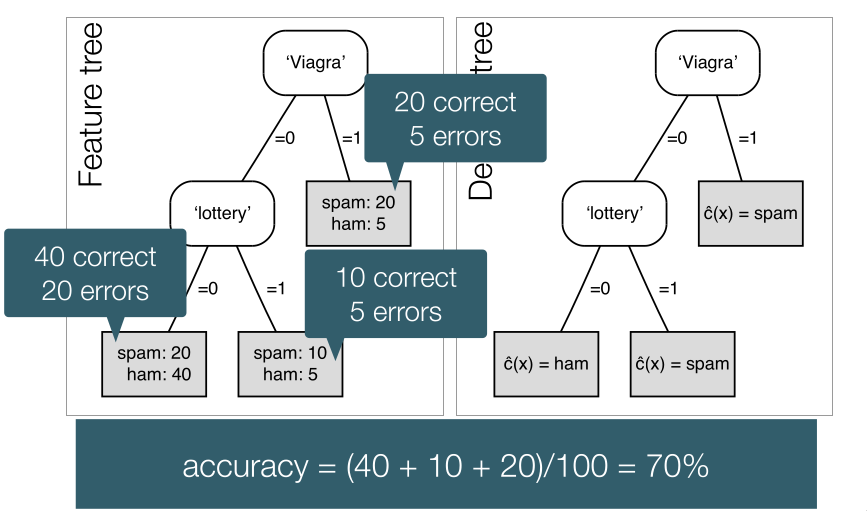 Feature tree
'Viagra'
=0
=1
20 correct
5 errors
'lottery'
spam: 20
ham: 5
40 correct
20 errors
=0
=1
10 correct
5 errors
spam: 20
ham: 40
spam: 10
ham: 5
De
tree
'Viagra'
=0
=1
'lottery'
ĉ(x) = spam
=0
=1
ĉ(x) = ham
ĉ(x) = spam
accuracy = (40 + 10 + 20)/100 = 70%